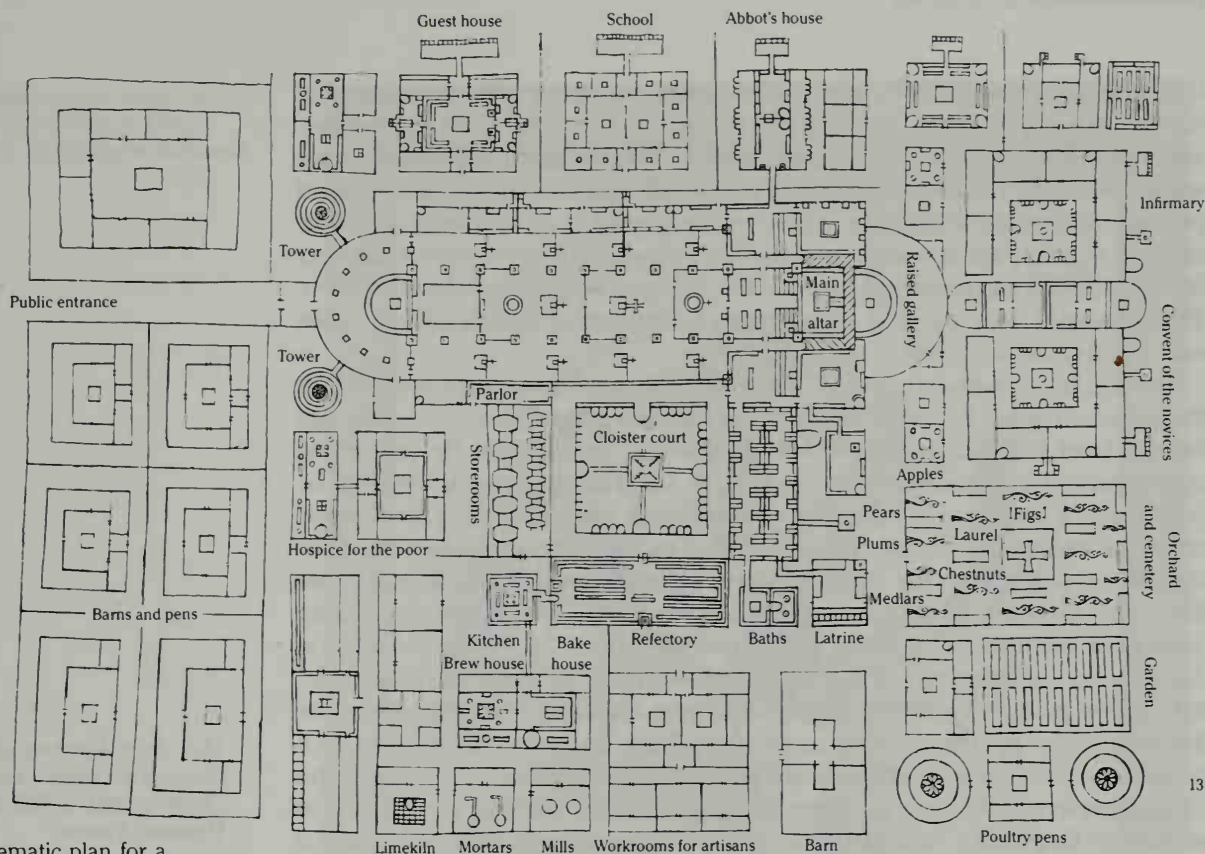 Guest house
School
Abbot's house
Tower
Infirmary
Public entrance
Main
altar
Raised gallery
Convent of the novices
Tower
Parlor
Storerooms
Cloister court
Apples
Pears
[Figs]
Plums
Laurel
Hospice for the poor
Chestnuts
Orchard
and cemetery
Medlars
Barns and pens
Kitchen
Bake
house
Refectory
Baths
Latrine
Brew house
Garden
13
Poultry pens
ematic plan for a
Limekiln
Mortars
Mills
Workrooms for artisans
Barn